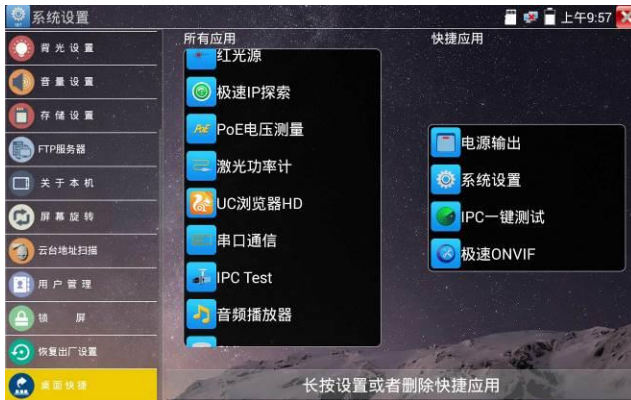 系统设置
上午9:57
背光设置
音量设置
存储设置
FTP服务器
关于本机
屏幕旋转
云台地址扫描
用户管理
锁 屏
恢复出厂设置
桌面快捷
所有应用
红光源
极速IP探索
PoE
PoE电压测量
激光功率计
UC浏览器HD
串口通信
IPC Test
音频播放器
快捷应用
电源输出
系统设置
IPC一键测试
极速ONVIF
长按设置或者删除快捷应用